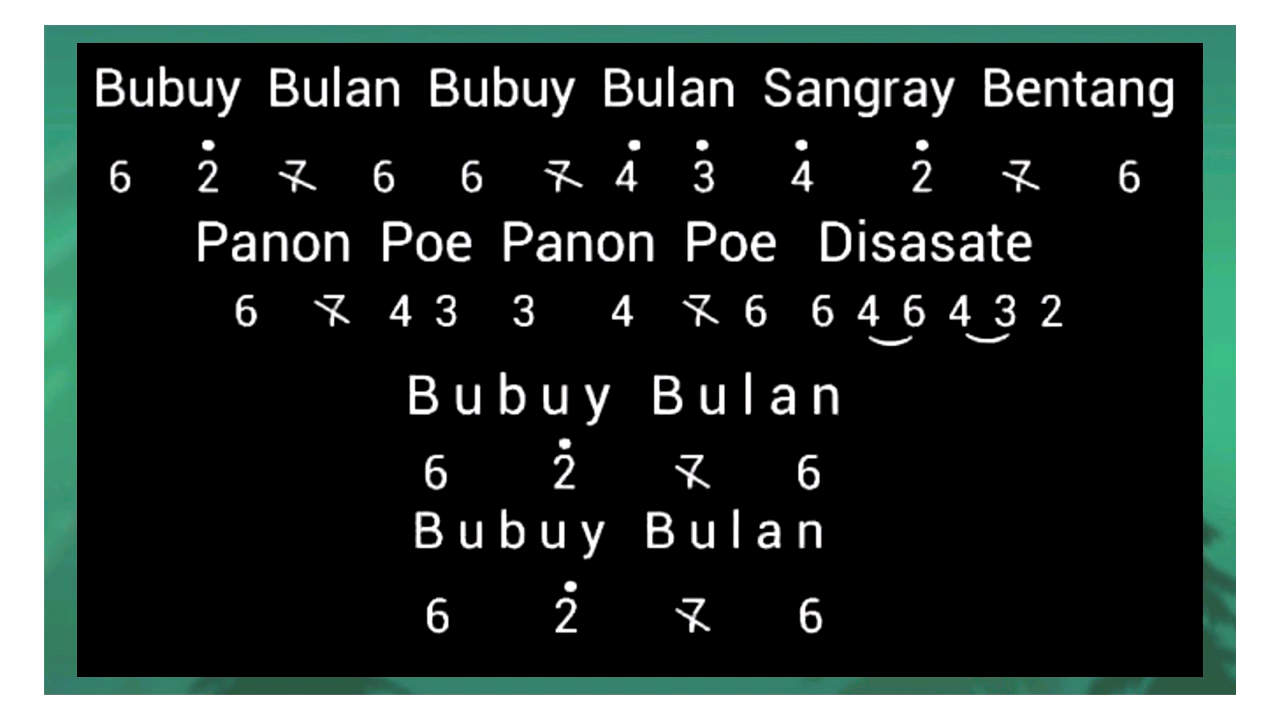 Bubuy Bulan Bubuy Bulan Sangray Bentang
6 2̇ 7̷ 6 6 7̷ 4̇ 3̇ 4̇ 2̇ 7̷ 6
Panon Poe Panon Poe Disasate
6 7̷ 4 3 3 4 7̷ 6 6 4 6 4 3 2
Bubuy Bulan
6 2̇ 7̷ 6
Bubuy Bulan
6 2̇ 7̷ 6